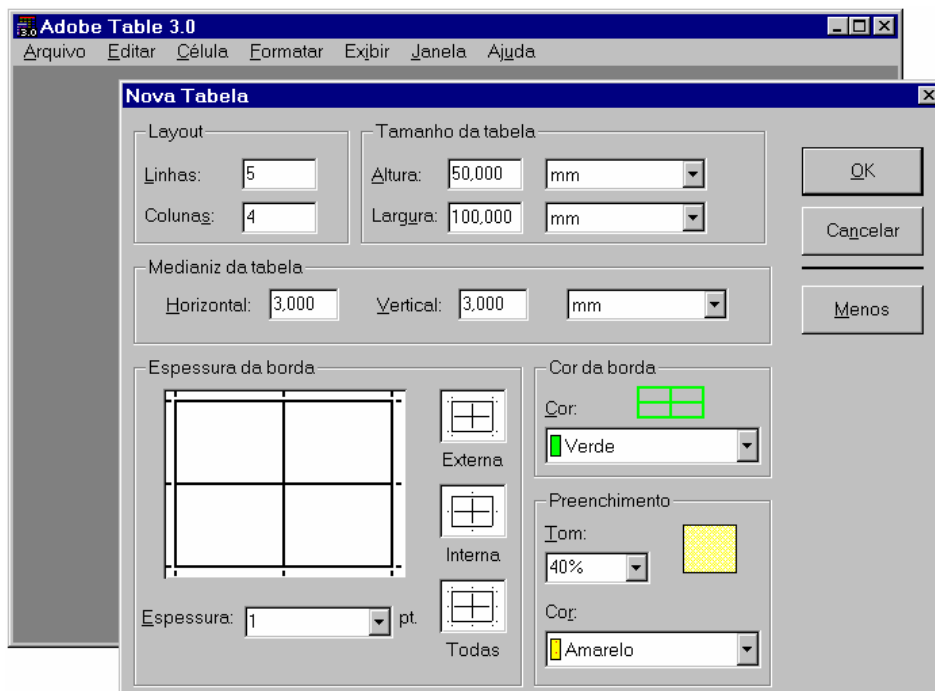 Adobe Table 3.0
Arquivo Editar Célula Formatar Exibir Janela Ajuda
Nova Tabela
Layout
Linhas: 5
Colunas: 4
Tamanho da tabela
Altura: 50,000 mm
Largura: 100,000 mm
OK
Cancelar
Menos
Medianiz da tabela
Horizontal: 3,000 Vertical: 3,000 mm
Espessura da borda
Externa
Interna
Todas
Espessura: 1 pt.
Cor da borda
Cor:
Verde
Preenchimento
Tom:
40%
Cor:
Amarelo